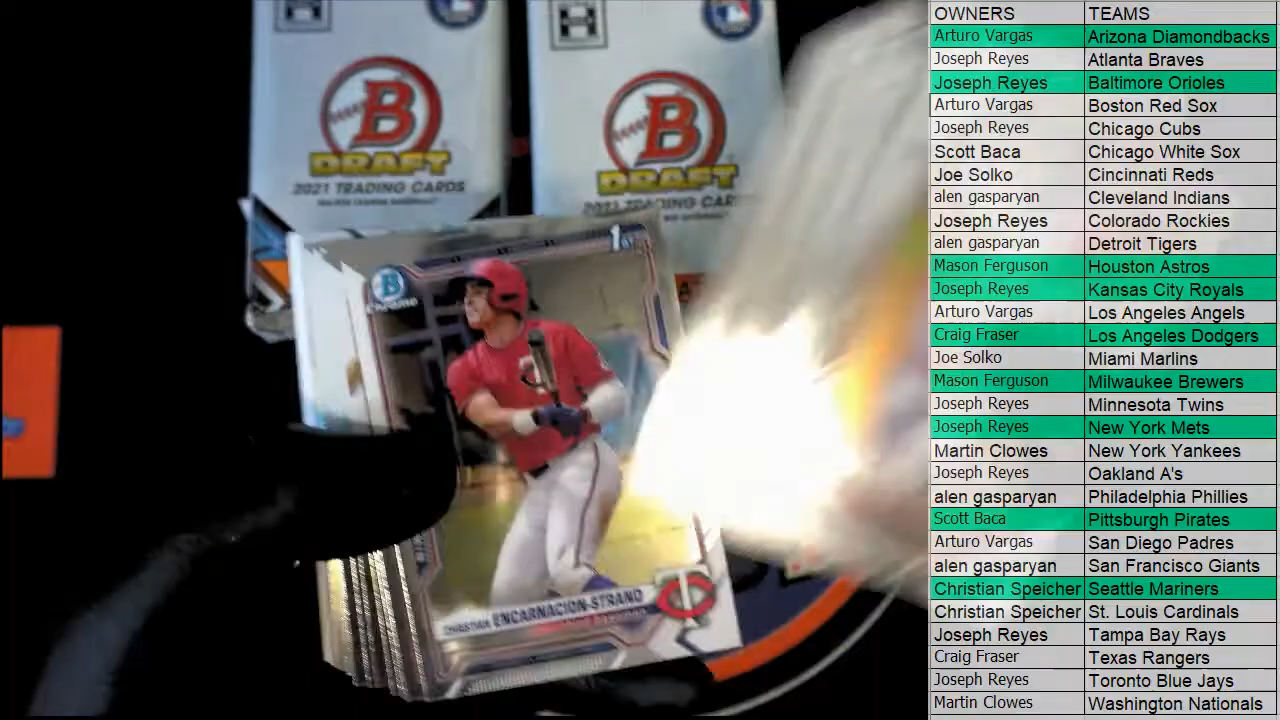 B
DRAFT
2021 TRADING CARDS
B
DRAFT
2021 TRADING CAR
1st
B
Chrome
CHRISTIAN ENCARNACION-STRAND
OWNERS TEAMS
Arturo Vargas Arizona Diamondbacks
Joseph Reyes Atlanta Braves
Joseph Reyes Baltimore Orioles
Arturo Vargas Boston Red Sox
Joseph Reyes Chicago Cubs
Scott Baca Chicago White Sox
Joe Solko Cincinnati Reds
alen gasparyan Cleveland Indians
Joseph Reyes Colorado Rockies
alen gasparyan Detroit Tigers
Mason Ferguson Houston Astros
Joseph Reyes Kansas City Royals
Arturo Vargas Los Angeles Angels
Craig Fraser Los Angeles Dodgers
Joe Solko Miami Marlins
Mason Ferguson Milwaukee Brewers
Joseph Reyes Minnesota Twins
Joseph Reyes New York Mets
Martin Clowes New York Yankees
Joseph Reyes Oakland A's
alen gasparyan Philadelphia Phillies
Scott Baca Pittsburgh Pirates
Arturo Vargas San Diego Padres
alen gasparyan San Francisco Giants
Christian Speicher Seattle Mariners
Christian Speicher St. Louis Cardinals
Joseph Reyes Tampa Bay Rays
Craig Fraser Texas Rangers
Joseph Reyes Toronto Blue Jays
Martin Clowes Washington Nationals